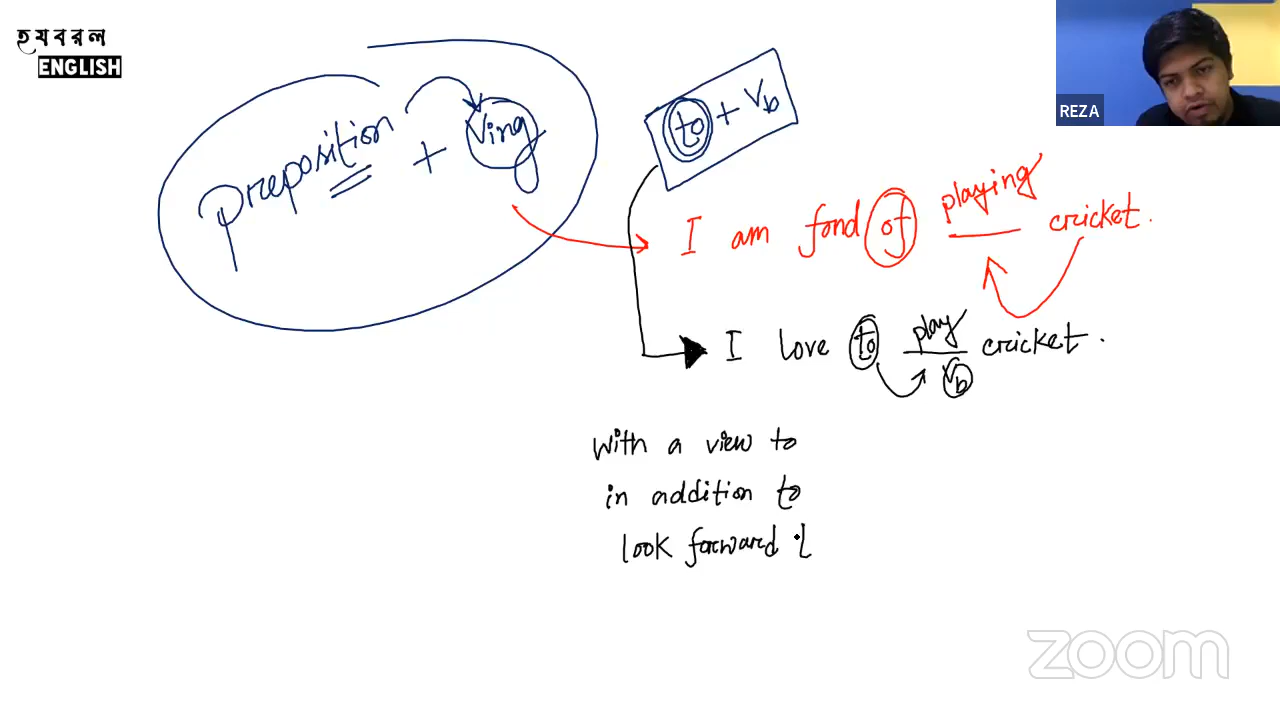 হযবরল
ENGLISH
REZA
preposition + Ving
to + Vb
I am fond of playing cricket.
I love to play cricket.
Vb
with a view to
in addition to
look forward t
zoom